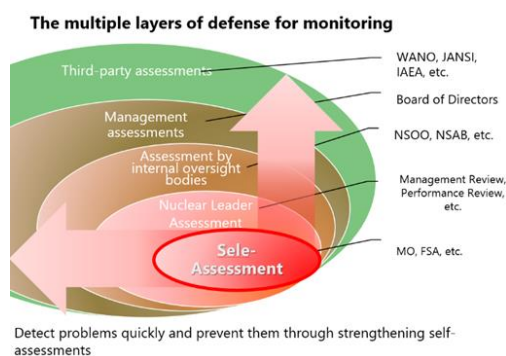 The multiple layers of defense for monitoring
Third-party assessments
WANO, JANSI,
IAEA, etc.
Board of Directors
Management
assessments
NSOO, NSAB, etc.
Assessment by
internal oversight
bodies
Management Review,
Performance Review,
etc.
Nuclear Leader
Assessment
Sele-
Assessment
MO, FSA, etc.
Detect problems quickly and prevent them through strengthening self-
assessments